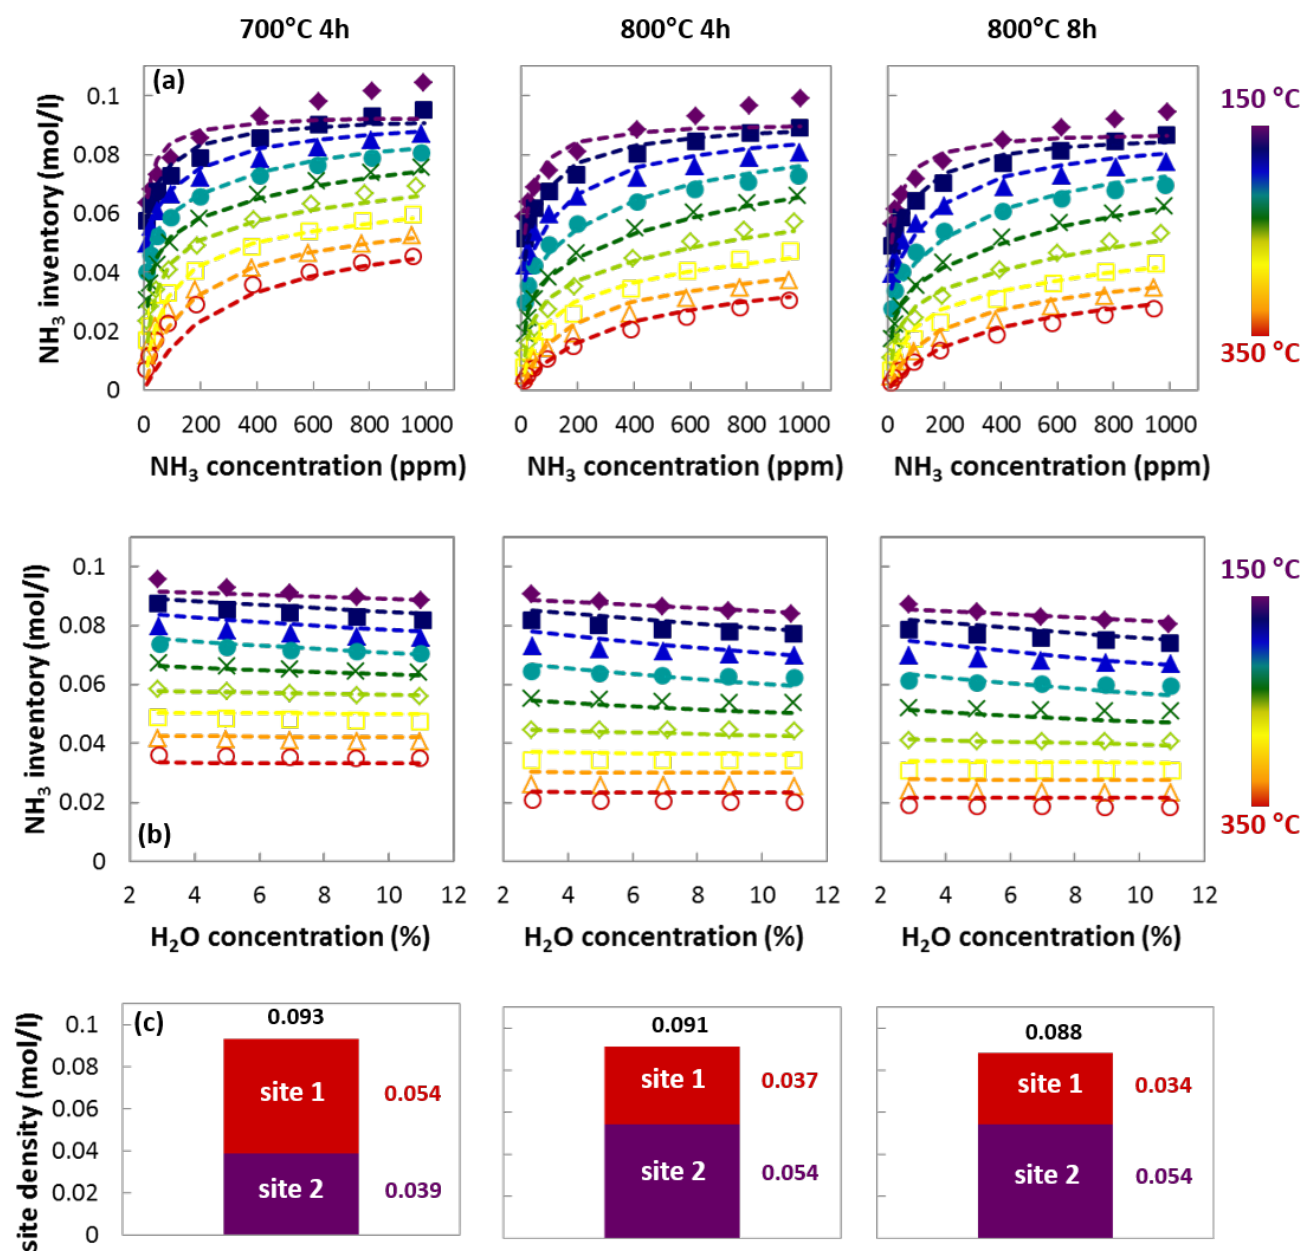 700°C 4h
800°C 4h
800°C 8h
(a)
NH3 inventory (mol/l)
0.1
0.08
0.06
0.04
0.02
0
0 200 400 600 800 1000
0 200 400 600 800 1000
0 200 400 600 800 1000
NH3 concentration (ppm)
NH3 concentration (ppm)
NH3 concentration (ppm)
150 °C
350 °C
NH3 inventory (mol/l)
0.1
0.08
0.06
0.04
0.02
0
(b)
2 4 6 8 10 12
2 4 6 8 10 12
2 4 6 8 10 12
H2O concentration (%)
H2O concentration (%)
H2O concentration (%)
150 °C
350 °C
site density (mol/l)
0.1
0.08
0.06
0.04
0.02
0
(c)
0.093
site 1
0.054
site 2
0.039
0.091
site 1
0.037
site 2
0.054
0.088
site 1
0.034
site 2
0.054